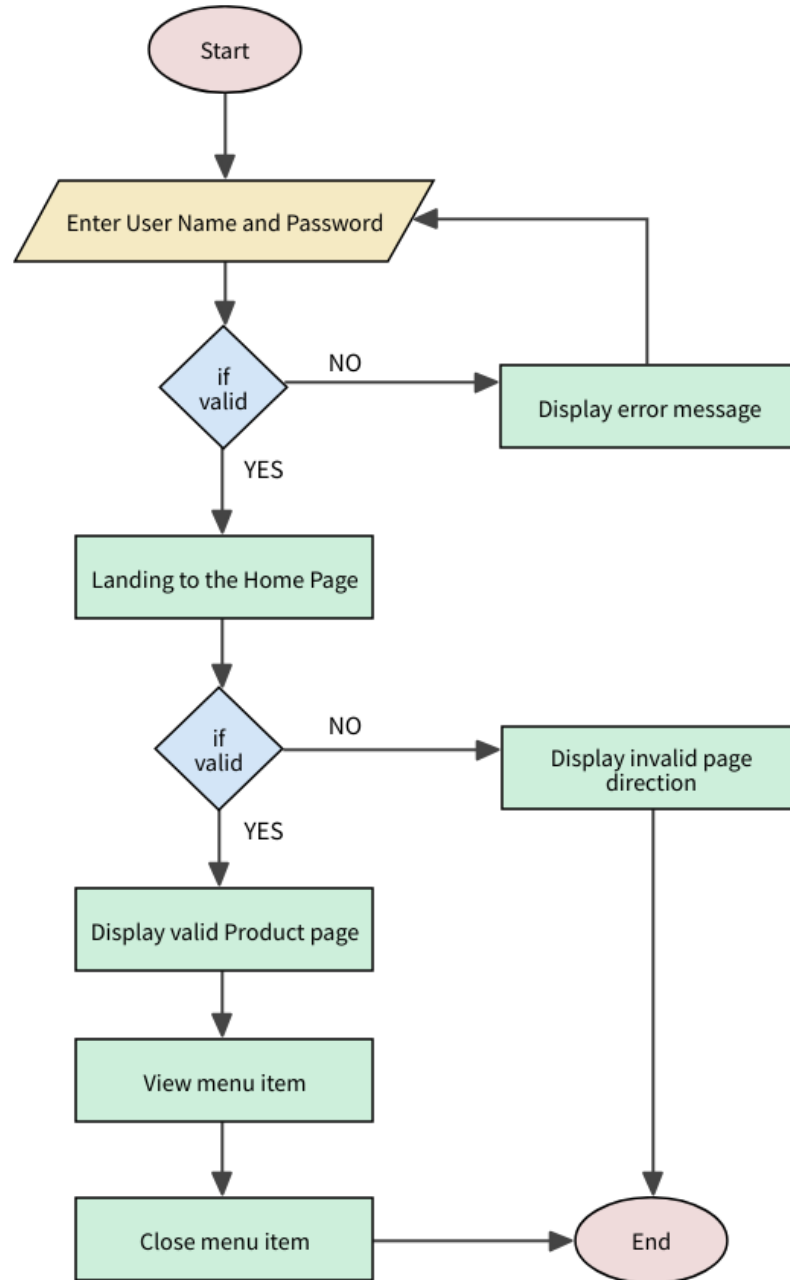 Start
Enter User Name and Password
if
valid
NO
Display error message
YES
Landing to the Home Page
if
valid
NO
Display invalid page
direction
YES
Display valid Product page
View menu item
Close menu item
End